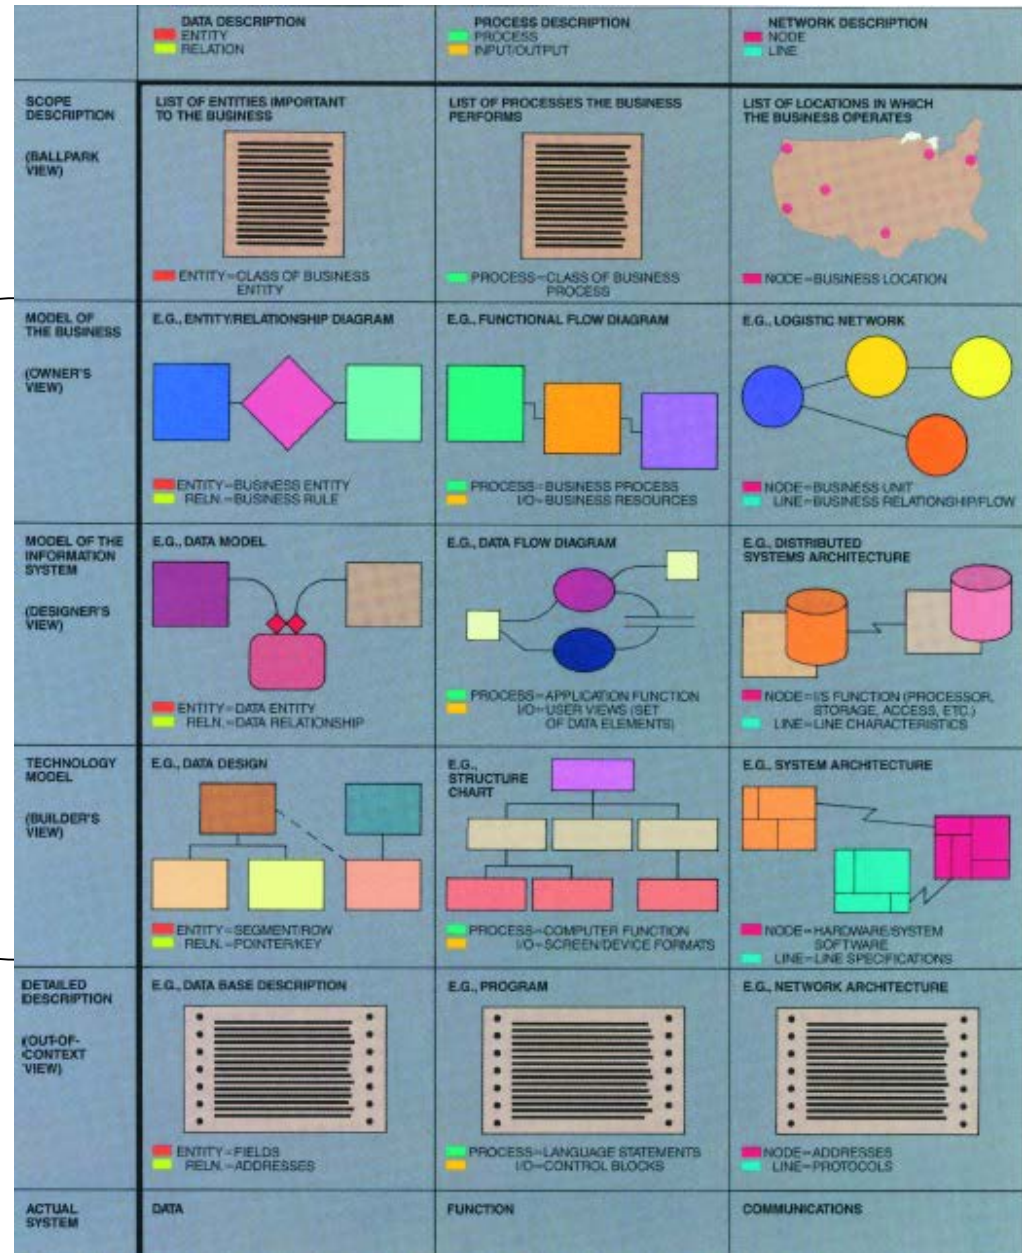 DATA DESCRIPTION
ENTITY
RELATION
PROCESS DESCRIPTION
PROCESS
INPUT/OUTPUT
NETWORK DESCRIPTION
NODE
LINE
SCOPE
DESCRIPTION
(BALLPARK
VIEW)
LIST OF ENTITIES IMPORTANT
TO THE BUSINESS
ENTITY=CLASS OF BUSINESS
ENTITY
LIST OF PROCESSES THE BUSINESS
PERFORMS
PROCESS=CLASS OF BUSINESS
PROCESS
LIST OF LOCATIONS IN WHICH
THE BUSINESS OPERATES
NODE=BUSINESS LOCATION
MODEL OF
THE BUSINESS
(OWNER'S
VIEW)
E.G., ENTITY/RELATIONSHIP DIAGRAM
ENTITY=BUSINESS ENTITY
RELN.=BUSINESS RULE
E.G., FUNCTIONAL FLOW DIAGRAM
PROCESS=BUSINESS PROCESS
I/O=BUSINESS RESOURCES
E.G., LOGISTIC NETWORK
NODE=BUSINESS UNIT
LINE=BUSINESS RELATIONSHIP/FLOW
MODEL OF THE
INFORMATION
SYSTEM
(DESIGNER'S
VIEW)
E.G., DATA MODEL
ENTITY=DATA ENTITY
RELN.=DATA RELATIONSHIP
E.G., DATA FLOW DIAGRAM
PROCESS=APPLICATION FUNCTION
I/O=USER VIEWS (SET
OF DATA ELEMENTS)
E.G., DISTRIBUTED
SYSTEMS ARCHITECTURE
NODE=I/S FUNCTION (PROCESSOR,
STORAGE, ACCESS, ETC.)
LINE=LINE CHARACTERISTICS
TECHNOLOGY
MODEL
(BUILDER'S
VIEW)
E.G., DATA DESIGN
ENTITY=SEGMENT/ROW
RELN.=POINTER/KEY
E.G.,
STRUCTURE
CHART
PROCESS=COMPUTER FUNCTION
I/O=SCREEN/DEVICE FORMATS
E.G., SYSTEM ARCHITECTURE
NODE=HARDWARE/SYSTEM
SOFTWARE
LINE=LINE SPECIFICATIONS
DETAILED
DESCRIPTION
(OUT-OF-
CONTEXT
VIEW)
E.G., DATA BASE DESCRIPTION
ENTITY=FIELDS
RELN.=ADDRESSES
E.G., PROGRAM
PROCESS=LANGUAGE STATEMENTS
I/O=CONTROL BLOCKS
E.G., NETWORK ARCHITECTURE
NODE=ADDRESSES
LINE=PROTOCOLS
ACTUAL
SYSTEM
DATA
FUNCTION
COMMUNICATIONS